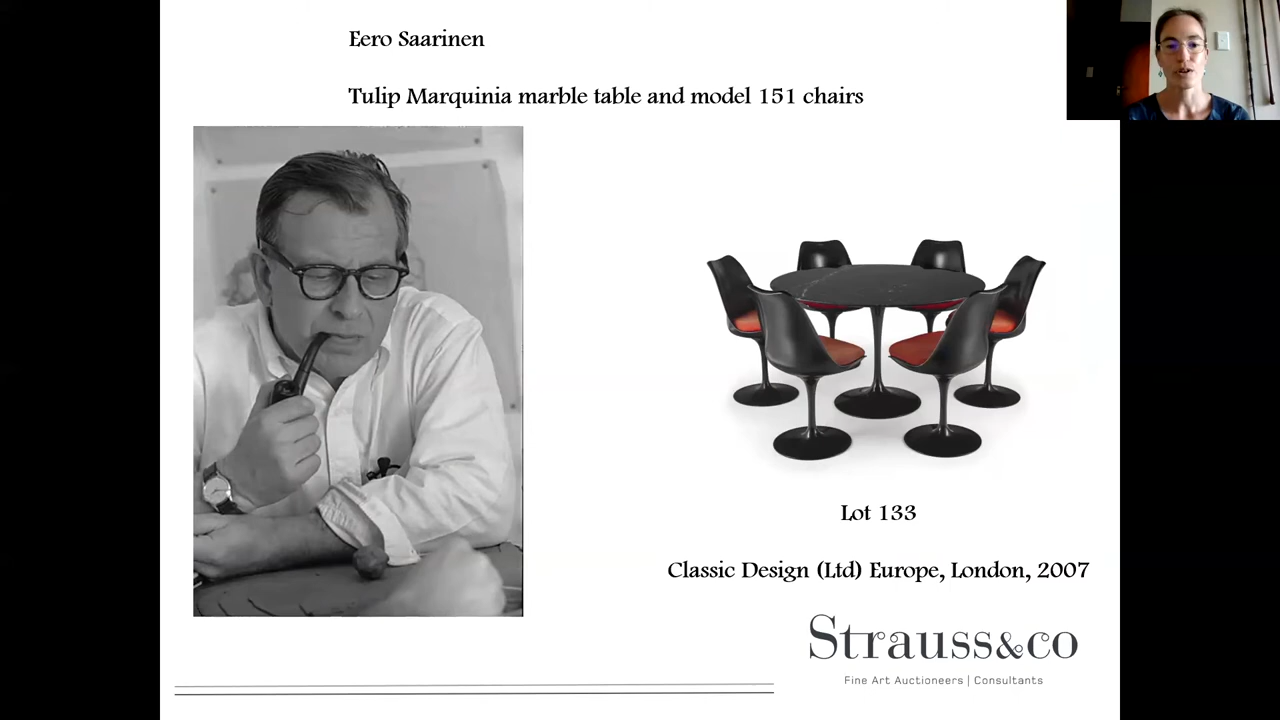 Eero Saarinen
Tulip Marquinia marble table and model 151 chairs
Lot 133
Classic Design (Ltd) Europe, London, 2007
Strauss&co
Fine Art Auctioneers | Consultants